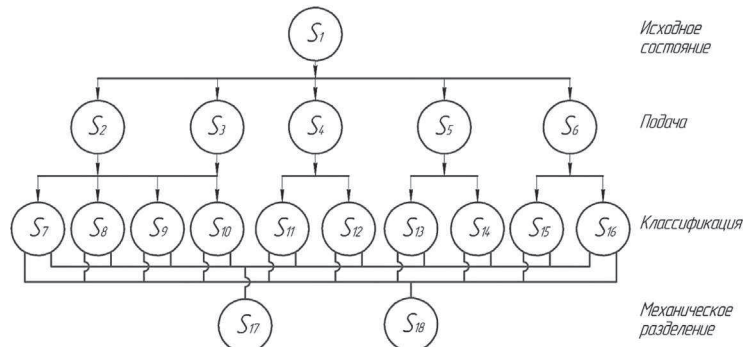 S1
Исходное
состояние
S2 S3 S4 S5 S6
Подача
S7 S8 S9 S10 S11 S12 S13 S14 S15 S16
Классификация
S17 S18
Механическое
разделение